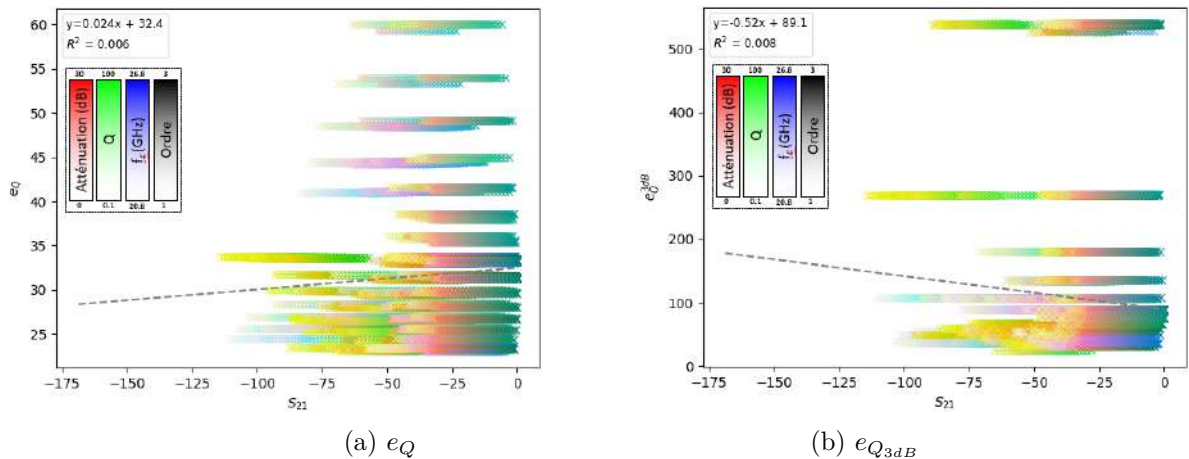 y=0.024x + 32.4
R² = 0.006
30 100 26.8 3
Atténuation (dB) Q f_c (GHz) Ordre
0 0.1 20.8 1
60
55
50
45
40
35
30
25
e_Q
−175 −150 −125 −100 −75 −50 −25 0
s₂₁
(a) e_Q
y=-0.52x + 89.1
R² = 0.008
30 100 26.8 3
Atténuation (dB) Q f_c (GHz) Ordre
0 0.1 20.8 1
500
400
300
200
100
0
e_Q^3dB
−175 −150 −125 −100 −75 −50 −25 0
s₂₁
(b) e_Q_3dB